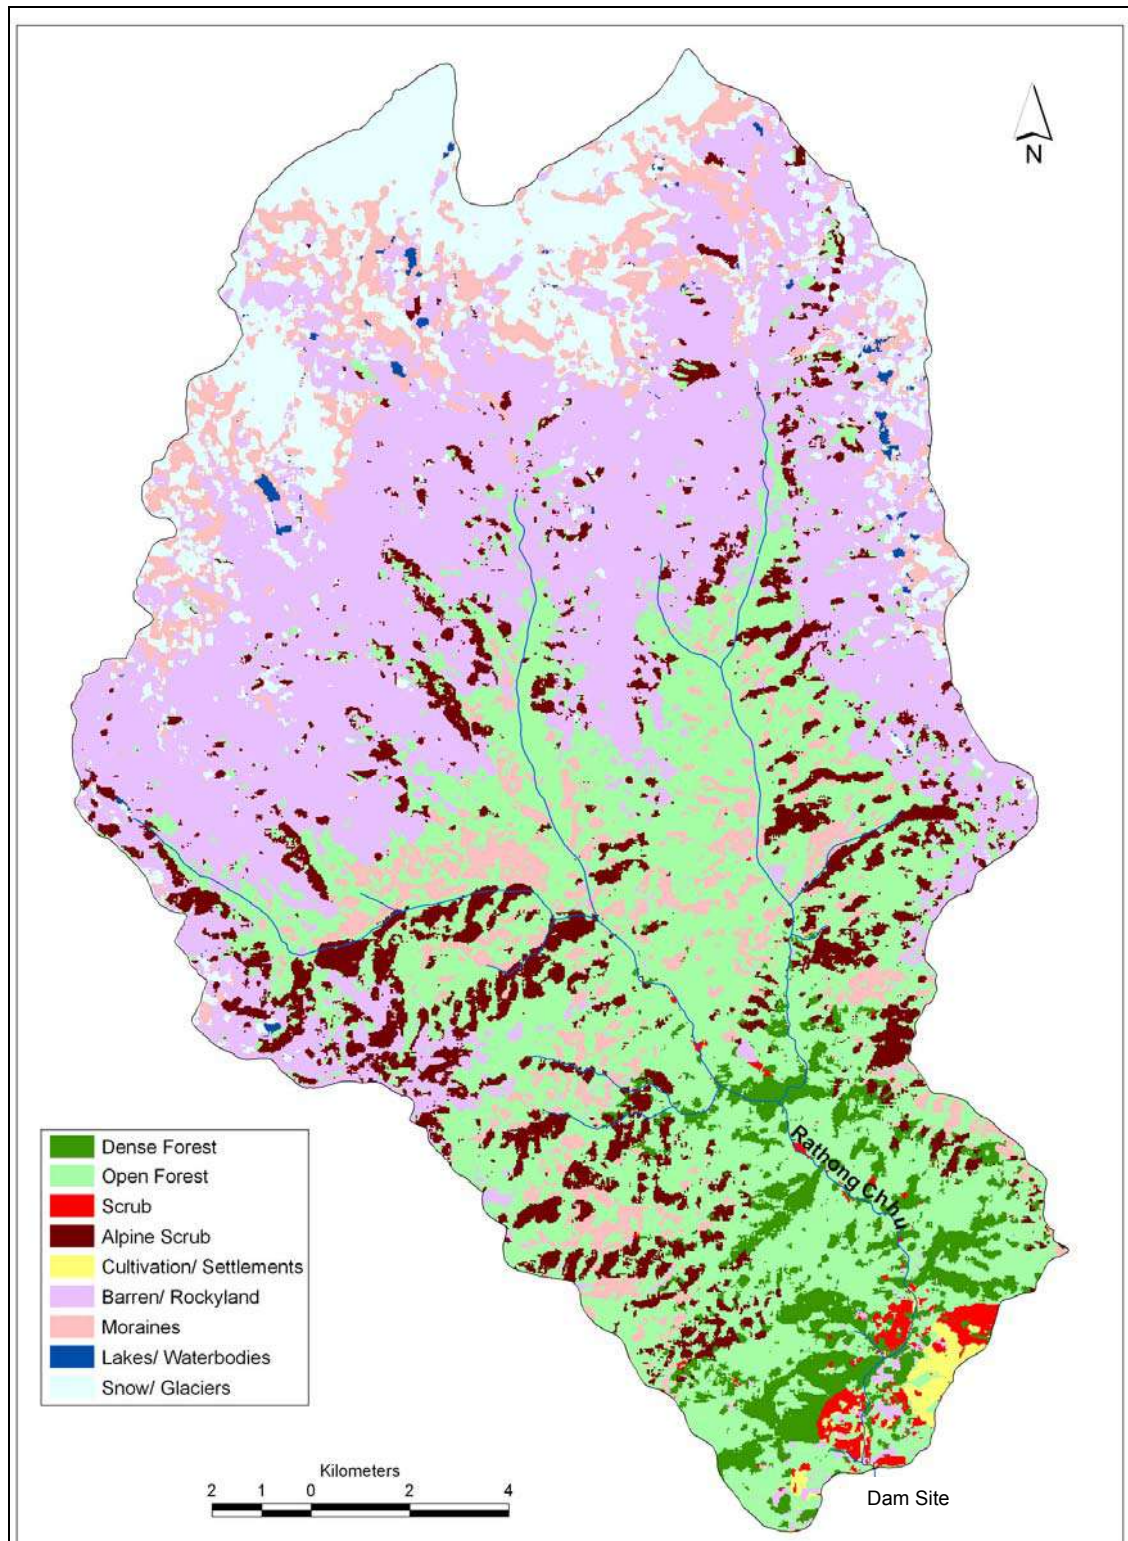 N
Rathong Chhu
Dense Forest
Open Forest
Scrub
Alpine Scrub
Cultivation/ Settlements
Barren/ Rockyland
Moraines
Lakes/ Waterbodies
Snow/ Glaciers
Kilometers
2 1 0 2 4
Dam Site